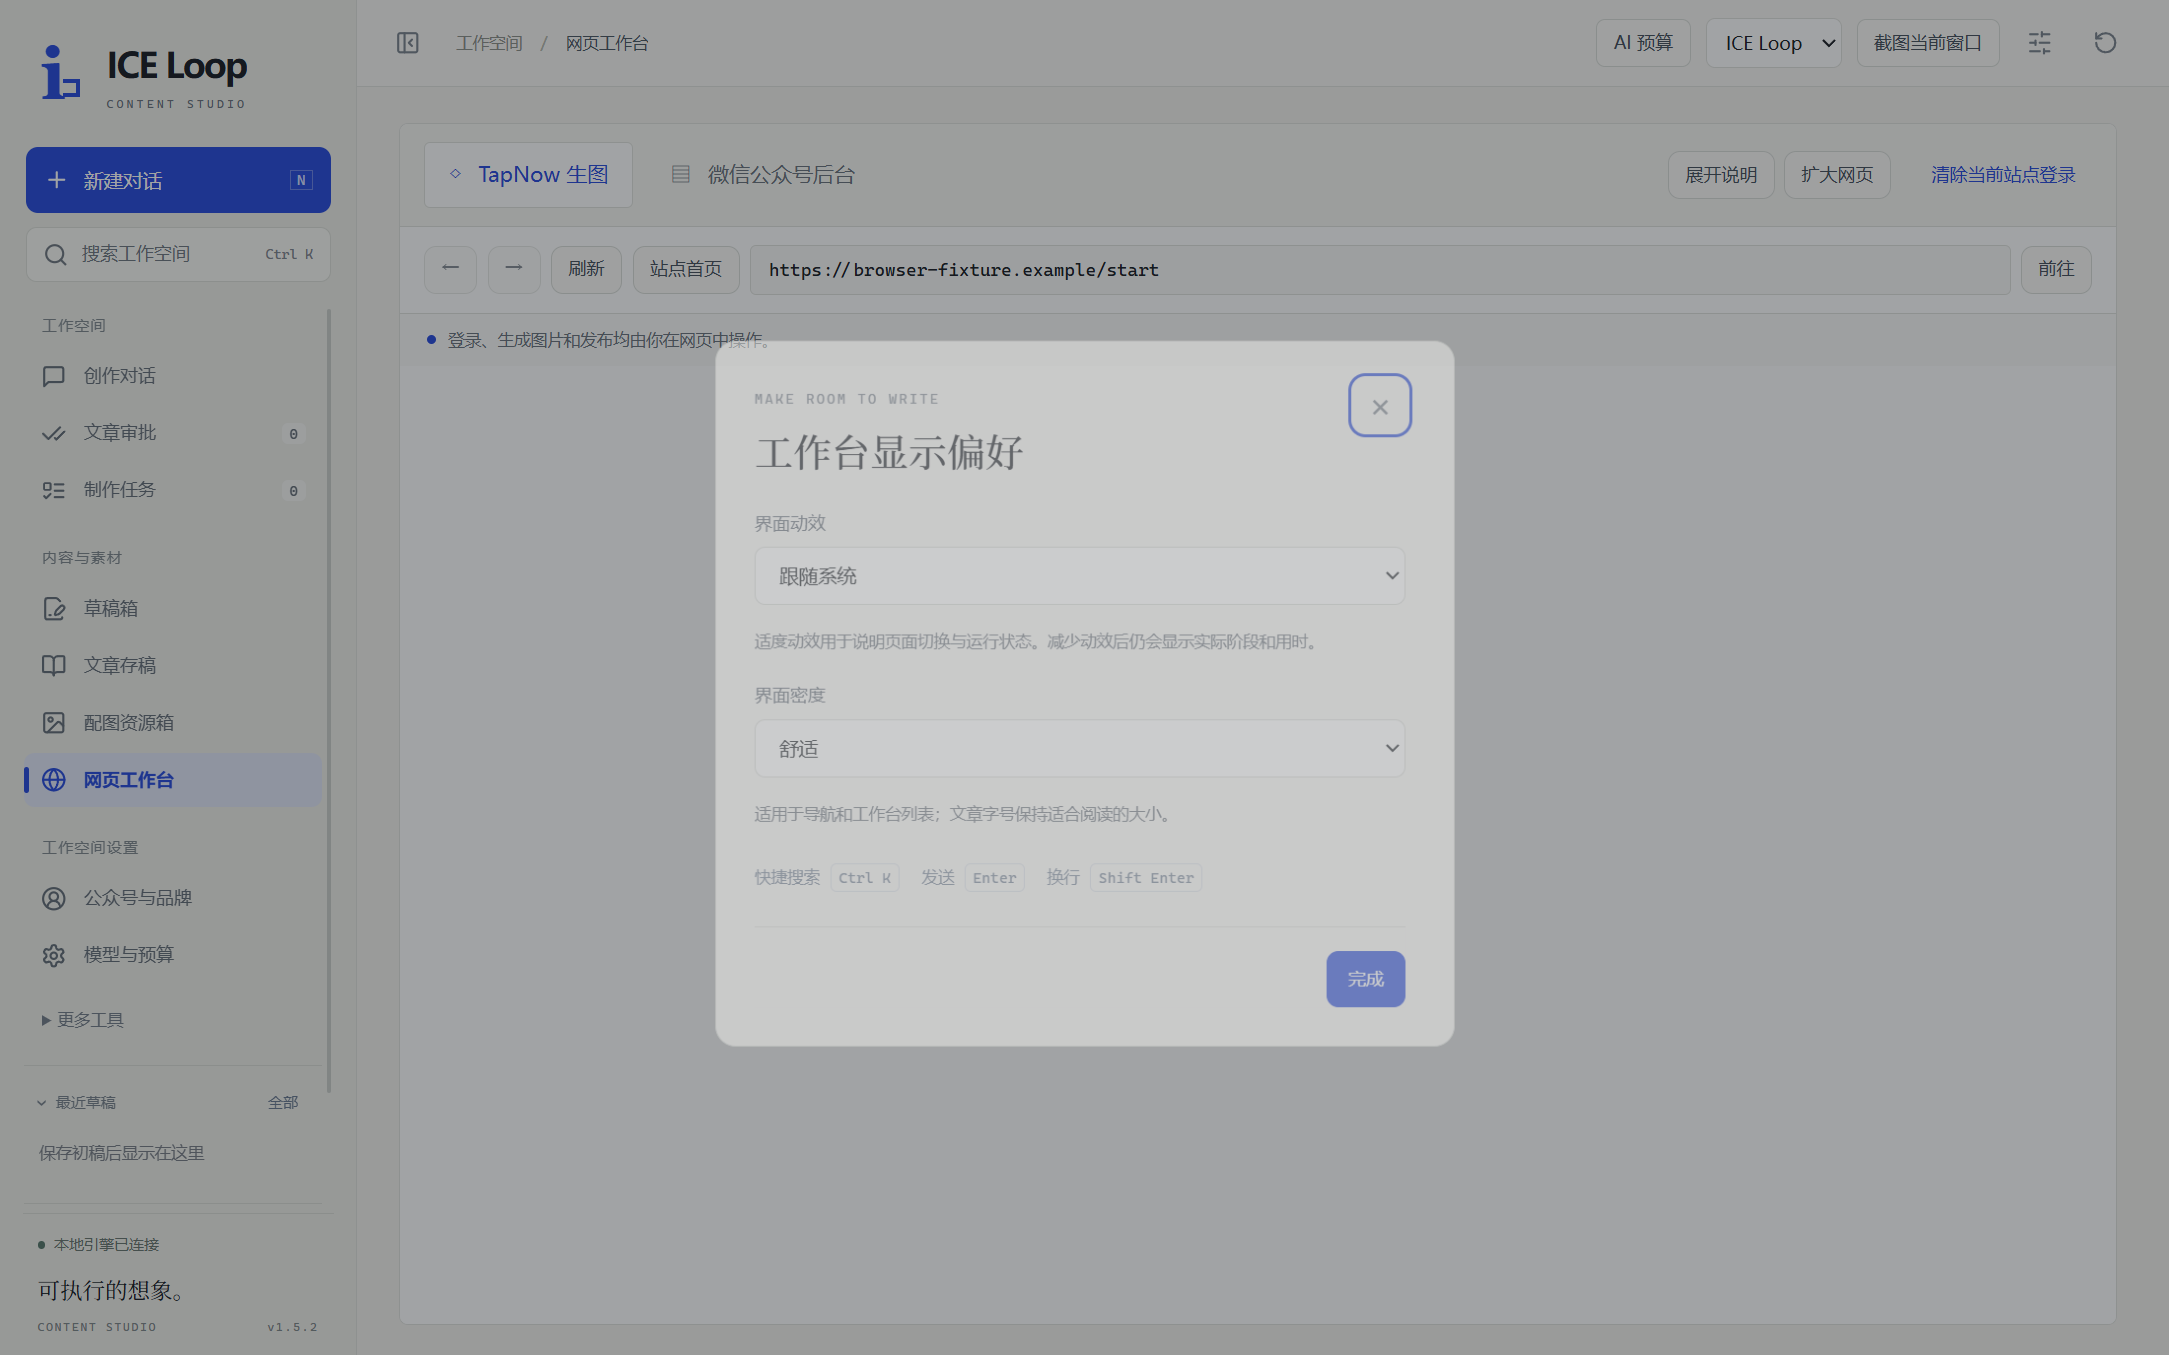 ICE Loop
CONTENT STUDIO
新建对话 N
搜索工作空间 Ctrl K
工作空间
创作对话
文章审批 0
制作任务 0
内容与素材
草稿箱
文章存稿
配图资源箱
网页工作台
工作空间设置
公众号与品牌
模型与预算
更多工具
最近草稿 全部
保存初稿后显示在这里
本地引擎已连接
可执行的想象。
CONTENT STUDIO v1.5.2
工作空间 / 网页工作台
AI 预算 ICE Loop 截图当前窗口
TapNow 生图 微信公众号后台 展开说明 扩大网页 清除当前站点登录
← → 刷新 站点首页 https://browser-fixture.example/start 前往
登录、生成图片和发布均由你在网页中操作。
MAKE ROOM TO WRITE
工作台显示偏好
界面动效
跟随系统
适度动效用于说明页面切换与运行状态。减少动效后仍会显示实际阶段和用时。
界面密度
舒适
适用于导航和工作台列表；文章字号保持适合阅读的大小。
快捷搜索 Ctrl K 发送 Enter 换行 Shift Enter
完成